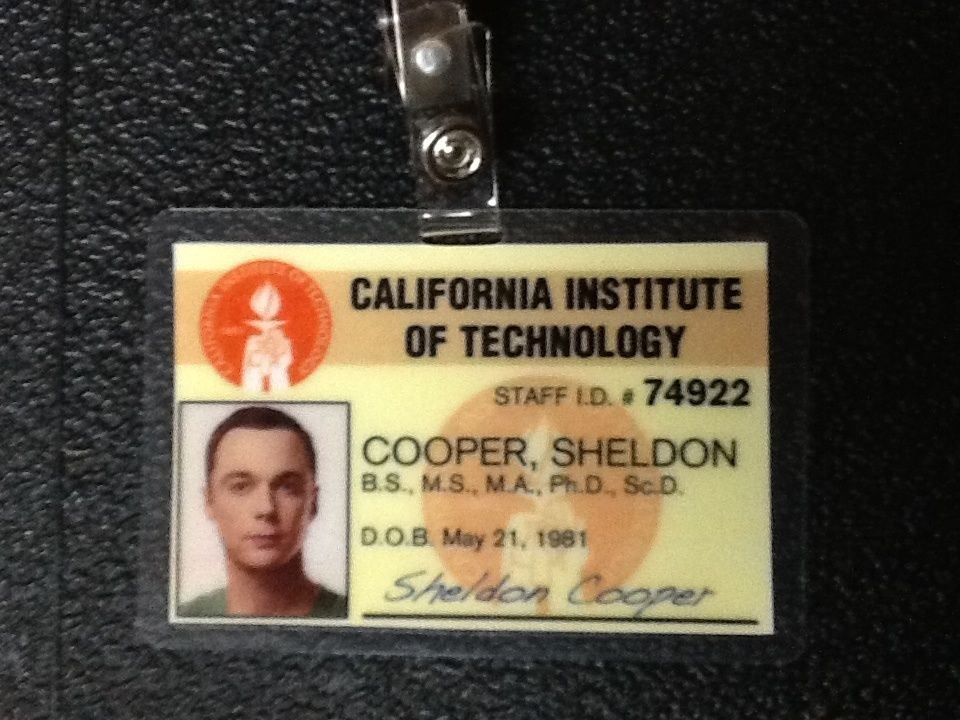 CALIFORNIA INSTITUTE
OF TECHNOLOGY
STAFF I.D. # 74922
COOPER, SHELDON
B.S., M.S., M.A., Ph.D., Sc.D.
D.O.B. May 21, 1981
Sheldon Cooper